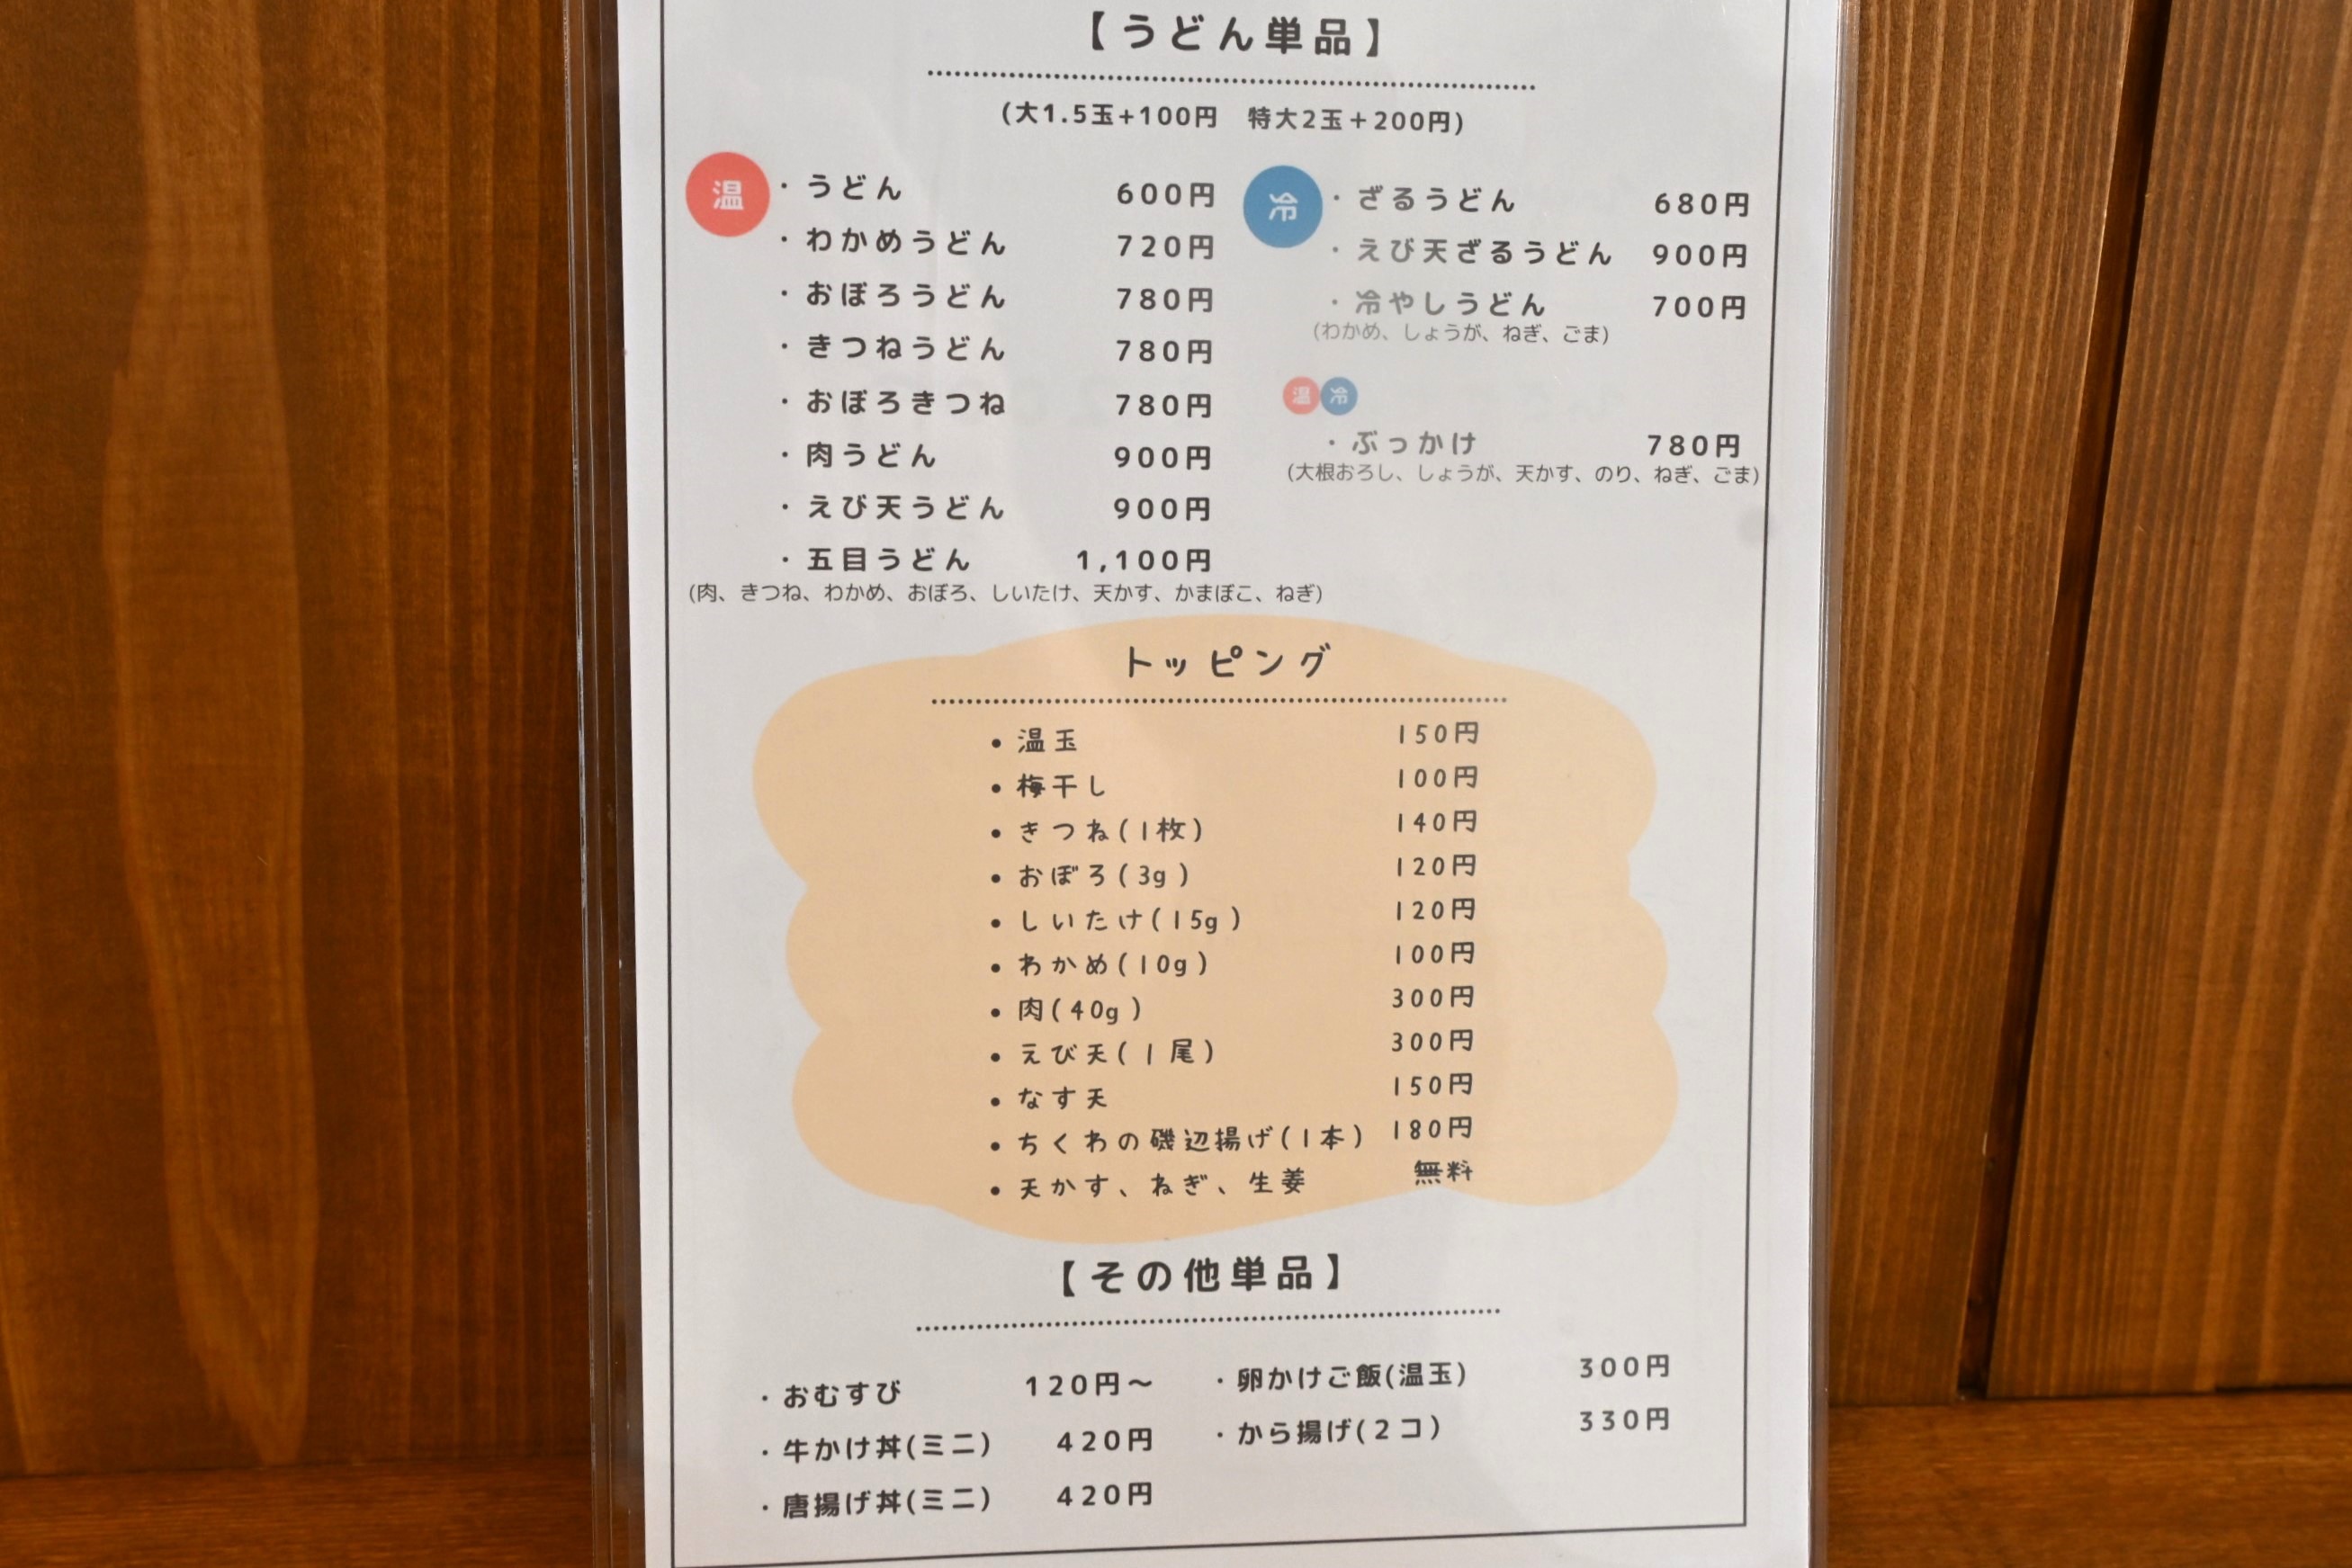 【うどん単品】
(大1.5玉+100円　特大2玉+200円)
温
・うどん 600円
・わかめうどん 720円
・おぼろうどん 780円
・きつねうどん 780円
・おぼろきつね 780円
・肉うどん 900円
・えび天うどん 900円
・五目うどん 1,100円
(肉、きつね、わかめ、おぼろ、しいたけ、天かす、かまぼこ、ねぎ)
冷
・ざるうどん 680円
・えび天ざるうどん 900円
・冷やしうどん 700円
(わかめ、しょうが、ねぎ、ごま)
温 冷
・ぶっかけ 780円
(大根おろし、しょうが、天かす、のり、ねぎ、ごま)
トッピング
・温玉 150円
・梅干し 100円
・きつね(1枚) 140円
・おぼろ(3g) 120円
・しいたけ(15g) 120円
・わかめ(10g) 100円
・肉(40g) 300円
・えび天(1尾) 300円
・なす天 150円
・ちくわの磯辺揚げ(1本) 180円
・天かす、ねぎ、生姜 無料
【その他単品】
・おむすび 120円～
・牛かけ丼(ミニ) 420円
・唐揚げ丼(ミニ) 420円
・卵かけご飯(温玉) 300円
・から揚げ(2コ) 330円